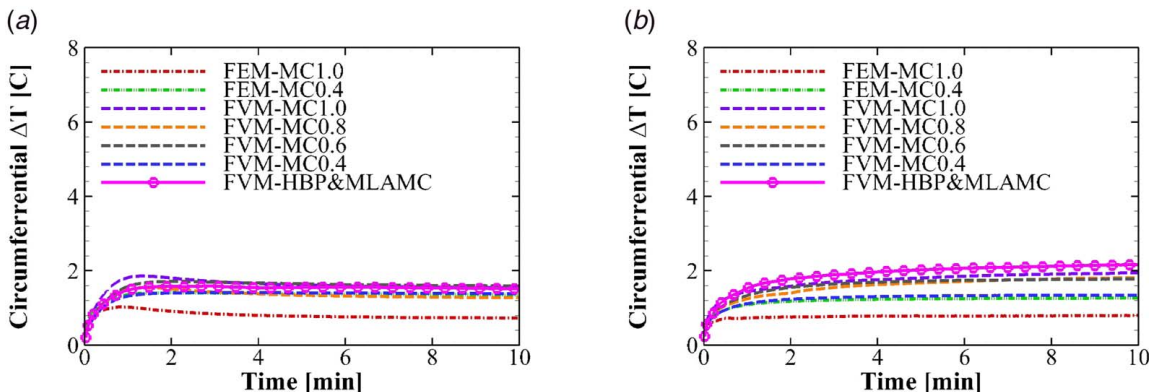 (a)
Circumferrential ΔT [C]
8
6
4
2
0
FEM-MC1.0
FEM-MC0.4
FVM-MC1.0
FVM-MC0.8
FVM-MC0.6
FVM-MC0.4
FVM-HBP&MLAMC
0 2 4 6 8 10
Time [min]
(b)
Circumferrential ΔT [C]
8
6
4
2
0
FEM-MC1.0
FEM-MC0.4
FVM-MC1.0
FVM-MC0.8
FVM-MC0.6
FVM-MC0.4
FVM-HBP&MLAMC
0 2 4 6 8 10
Time [min]